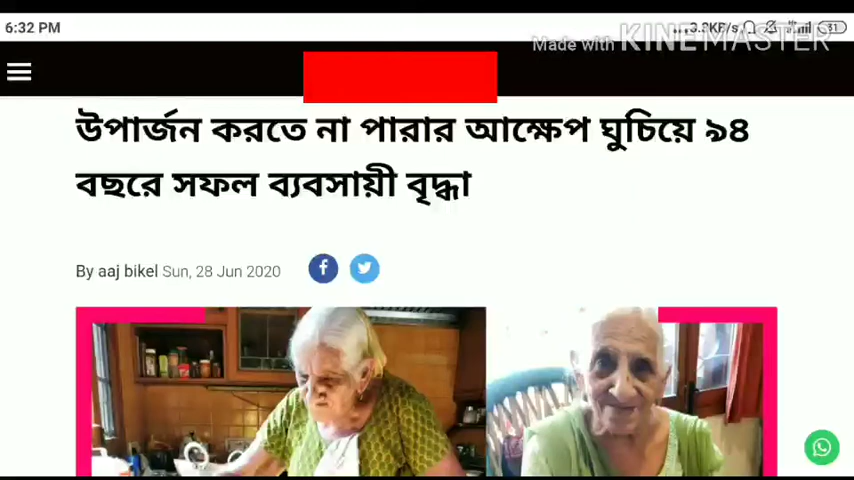 6:32 PM
Made with KINEMASTER
উপার্জন করতে না পারার আক্ষেপ ঘুচিয়ে ৯৪
বছরে সফল ব্যবসায়ী বৃদ্ধা
By aaj bikel Sun, 28 Jun 2020